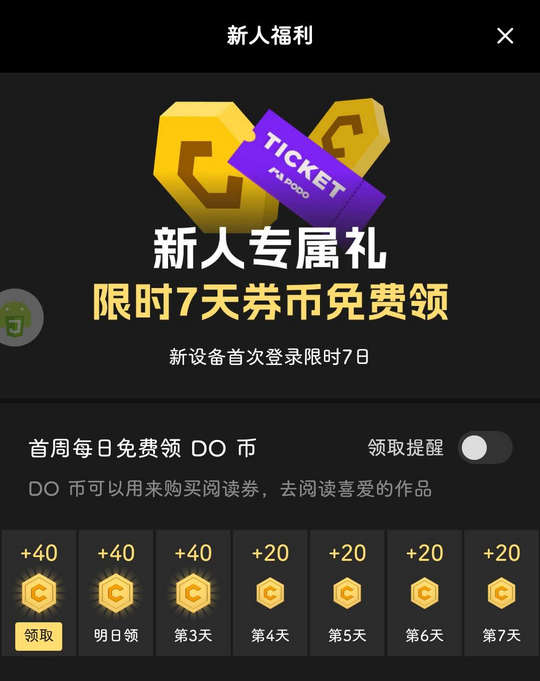 新人福利
TICKET
PODO
新人专属礼
限时7天券币免费领
新设备首次登录限时7日
首周每日免费领 DO 币
领取提醒
DO 币可以用来购买阅读券，去阅读喜爱的作品
+40 +40 +40 +20 +20 +20 +20
领取 明日领 第3天 第4天 第5天 第6天 第7天